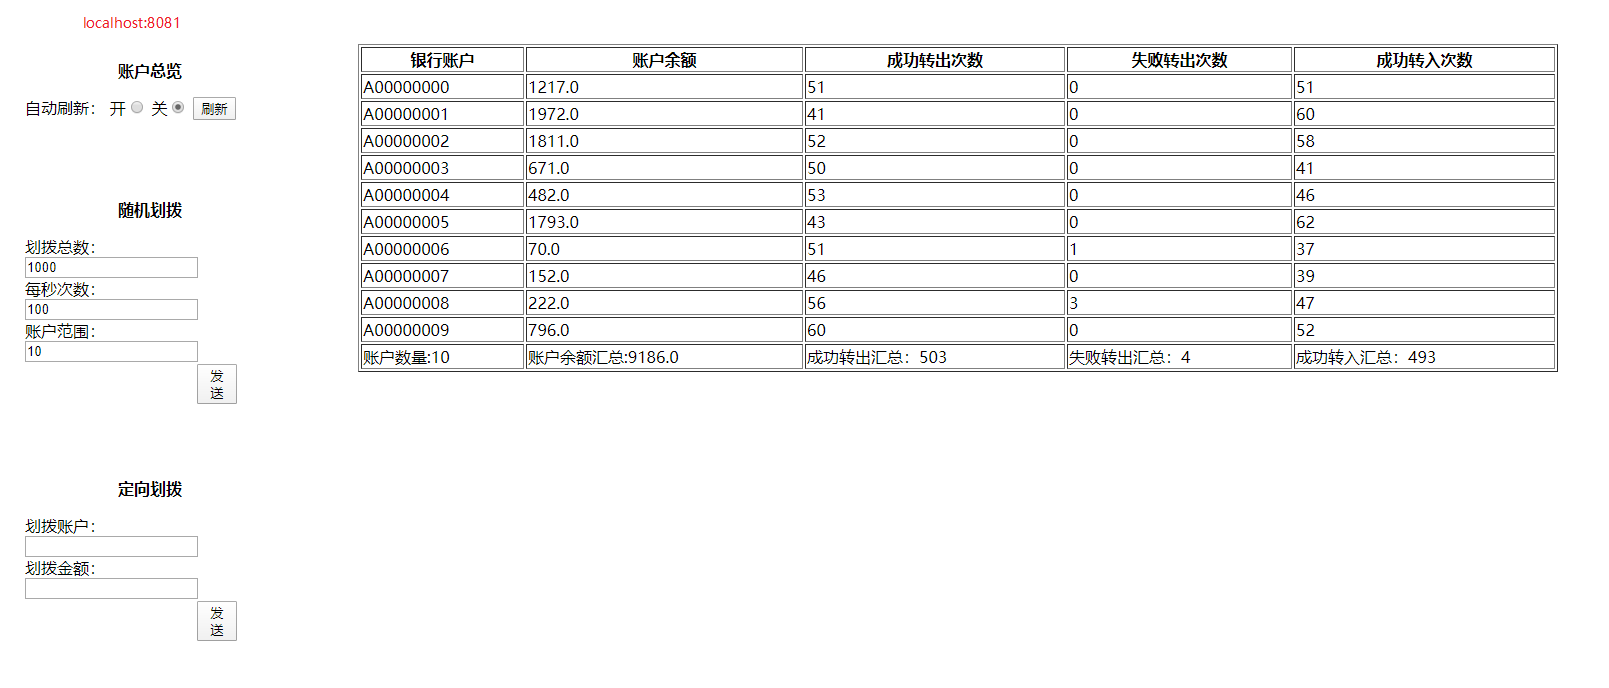 localhost:8081
账户总览
自动刷新： 开 关 刷新
随机划拨
划拨总数：
1000
每秒次数：
100
账户范围：
10
发
送
定向划拨
划拨账户：
划拨金额：
发
送
银行账户 账户余额 成功转出次数 失败转出次数 成功转入次数
A00000000 1217.0 51 0 51
A00000001 1972.0 41 0 60
A00000002 1811.0 52 0 58
A00000003 671.0 50 0 41
A00000004 482.0 53 0 46
A00000005 1793.0 43 0 62
A00000006 70.0 51 1 37
A00000007 152.0 46 0 39
A00000008 222.0 56 3 47
A00000009 796.0 60 0 52
账户数量:10 账户余额汇总:9186.0 成功转出汇总：503 失败转出汇总：4 成功转入汇总：493